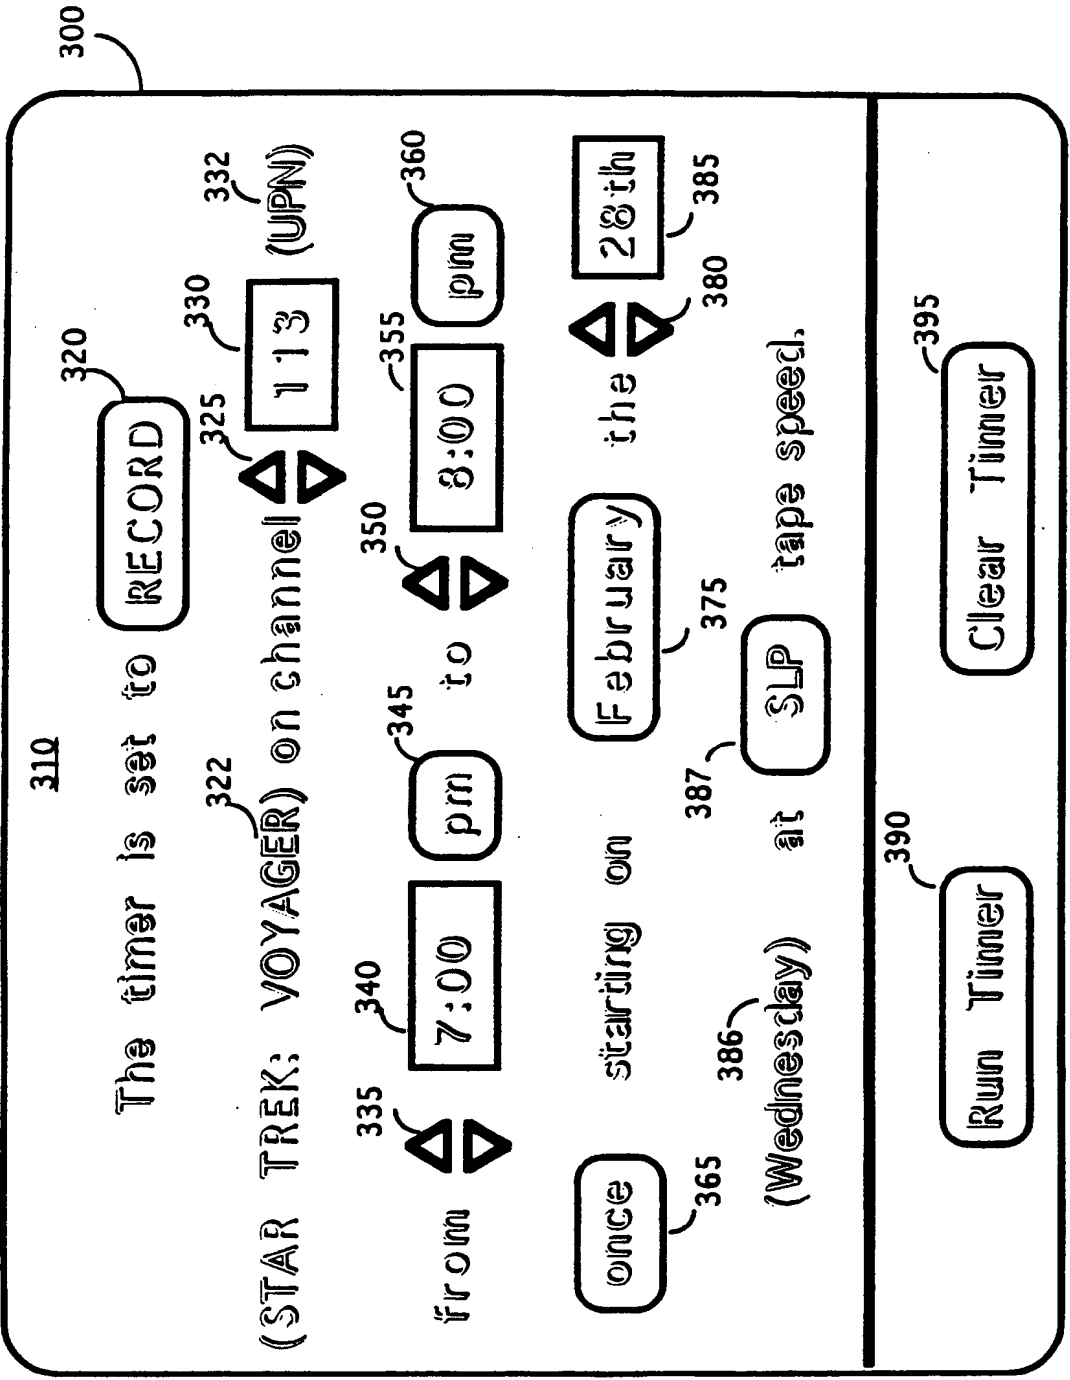 300
310
320
The timer is set to RECORD
322 325 330 332
(STAR TREK: VOYAGER) on channel 113 (UPN)
335 340 345 350 355 360
from 7:00 pm to 8:00 pm
once starting on February the 28th
365 375 380 385
386 387
(Wednesday) at SLP tape speed.
390 395
Run Timer Clear Timer